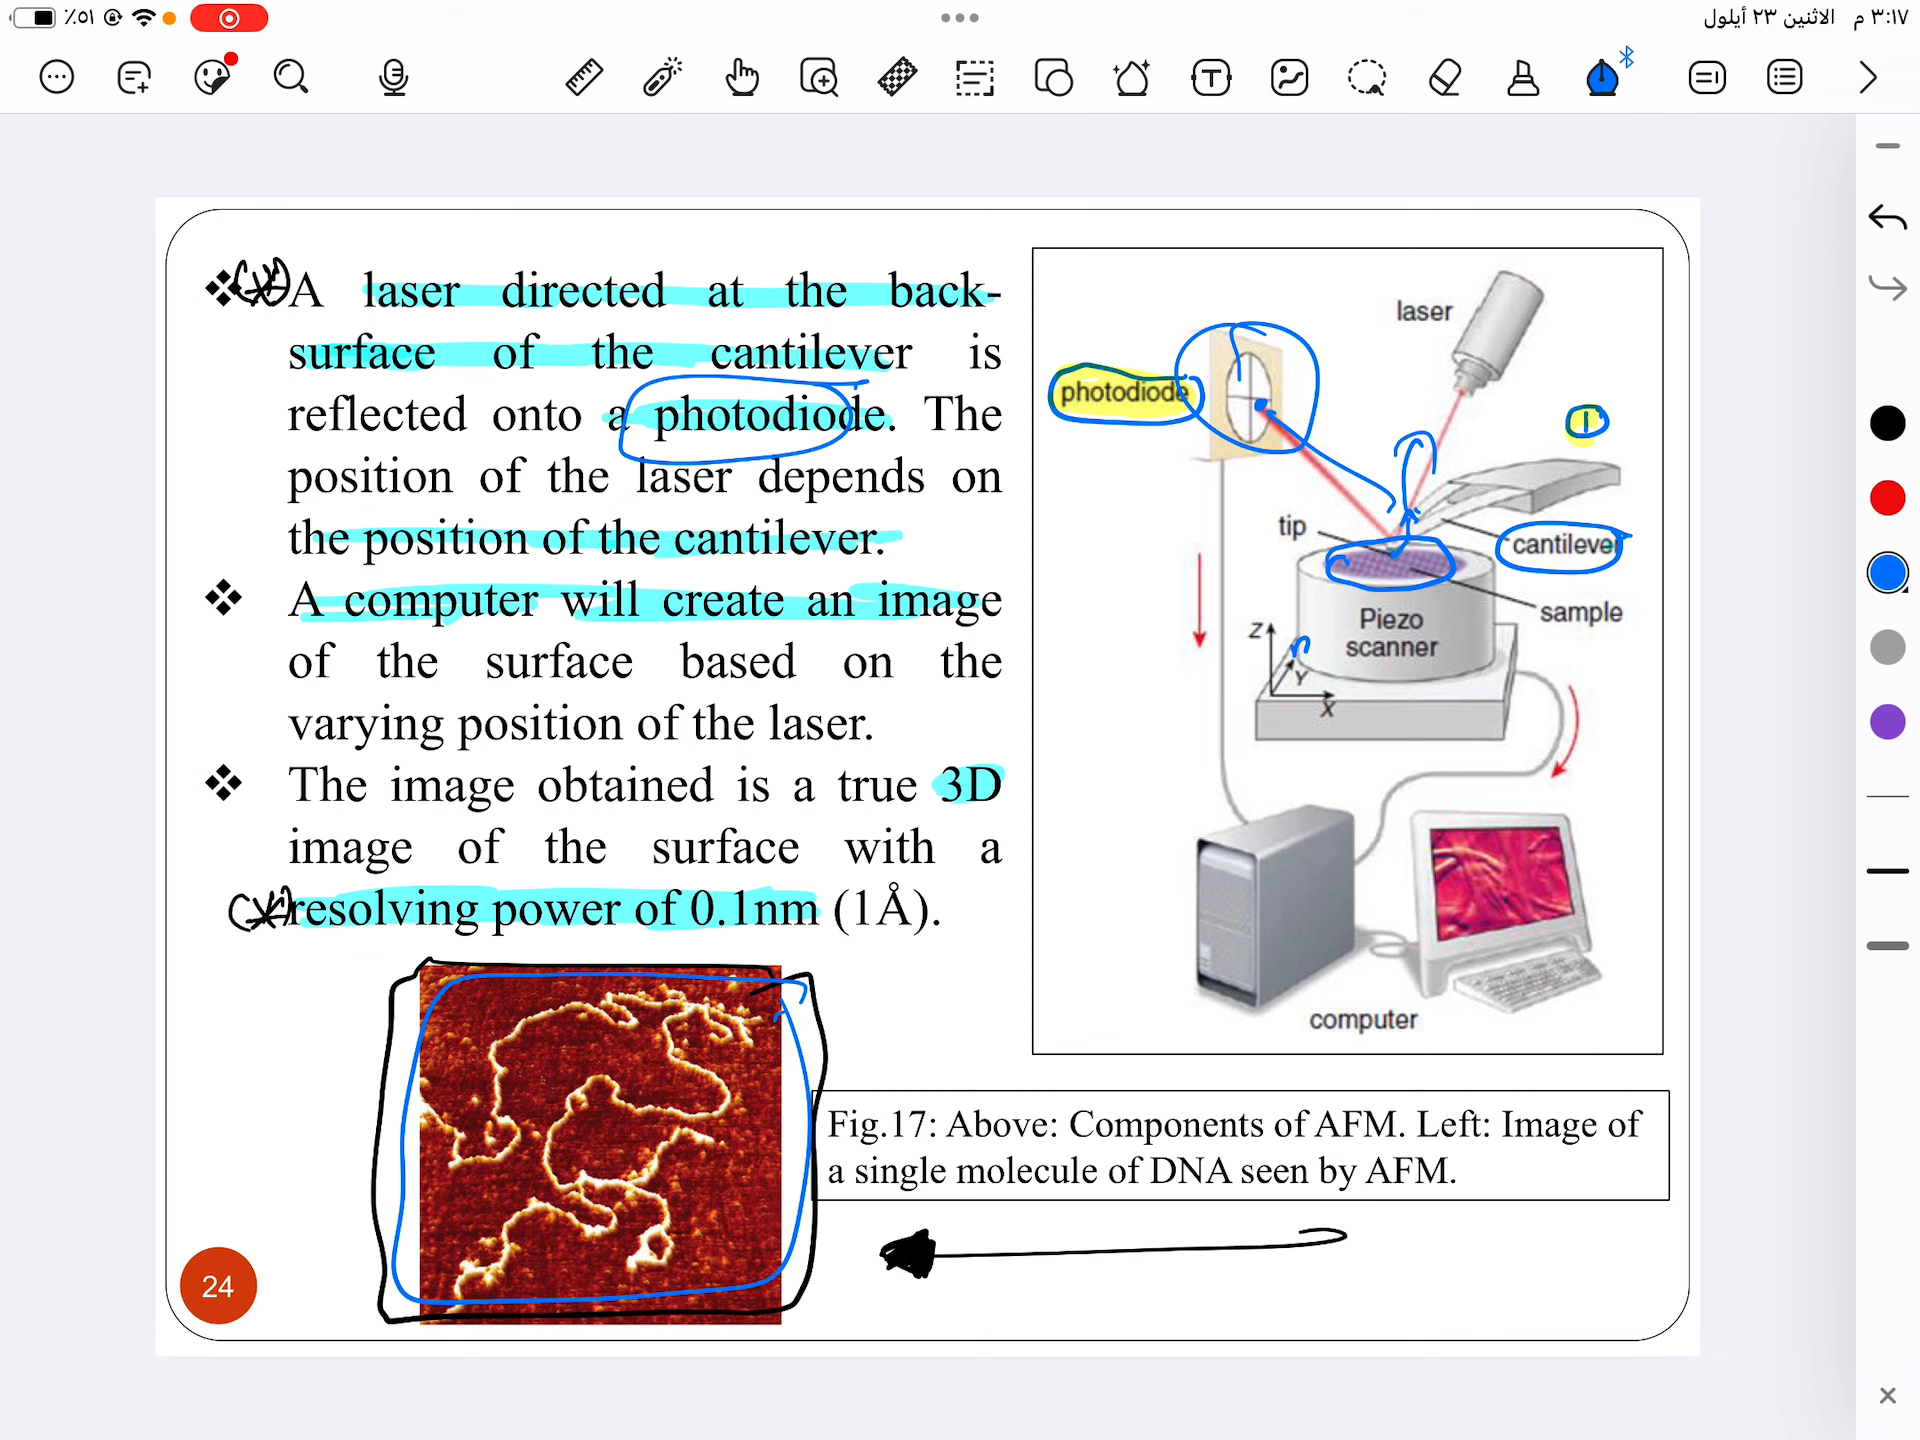 ٪٥١
٣:١٧ م الاثنين ٢٣ أيلول
❖ A laser directed at the back-
surface of the cantilever is
reflected onto a photodiode. The
position of the laser depends on
the position of the cantilever.
❖ A computer will create an image
of the surface based on the
varying position of the laser.
❖ The image obtained is a true 3D
image of the surface with a
resolving power of 0.1nm (1Å).
laser
photodiode
1
tip
cantilever
sample
Piezo
scanner
Z
Y
X
computer
Fig.17: Above: Components of AFM. Left: Image of
a single molecule of DNA seen by AFM.
24